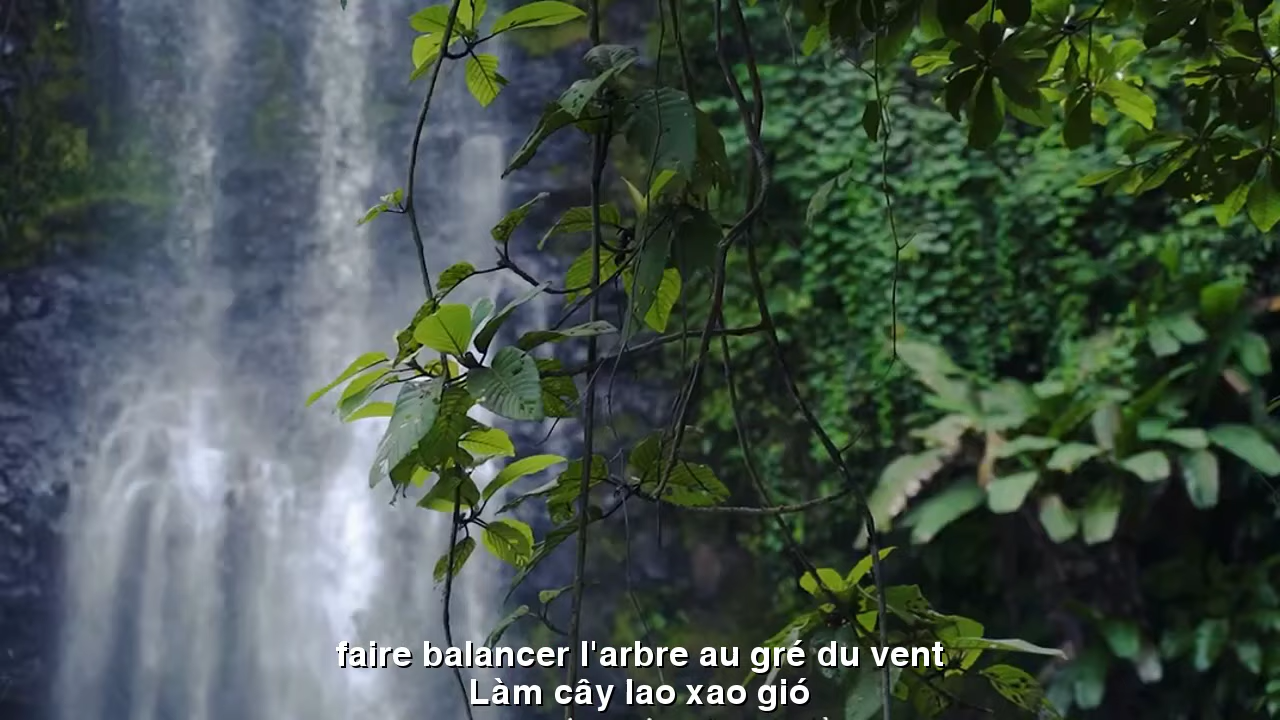 faire balancer l'arbre au gré du vent
Làm cây lao xao gió